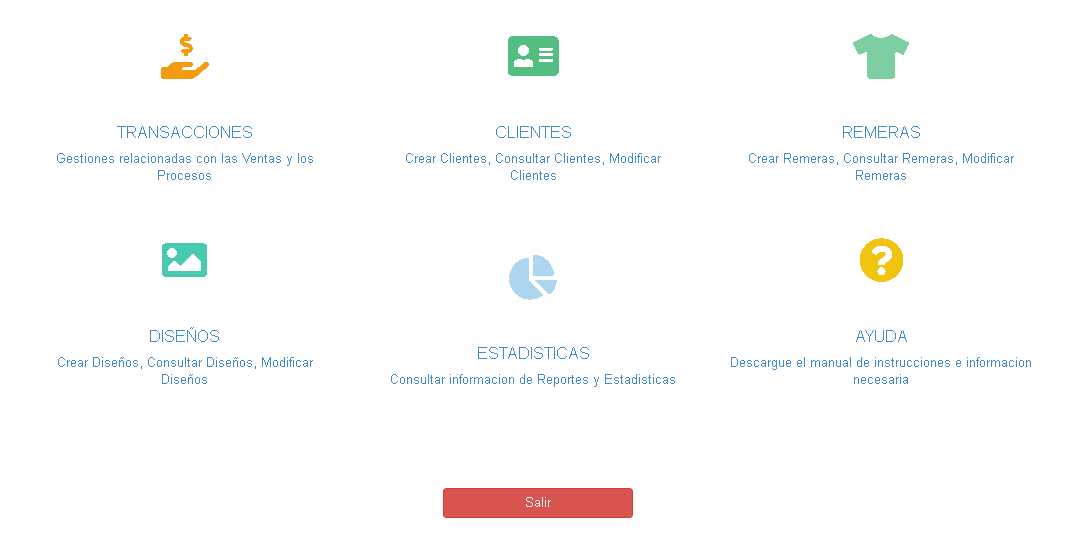 TRANSACCIONES
Gestiones relacionadas con las Ventas y los
Procesos
CLIENTES
Crear Clientes, Consultar Clientes, Modificar
Clientes
REMERAS
Crear Remeras, Consultar Remeras, Modificar
Remeras
DISEÑOS
Crear Diseños, Consultar Diseños, Modificar
Diseños
ESTADISTICAS
Consultar informacion de Reportes y Estadisticas
AYUDA
Descargue el manual de instrucciones e informacion
necesaria
Salir